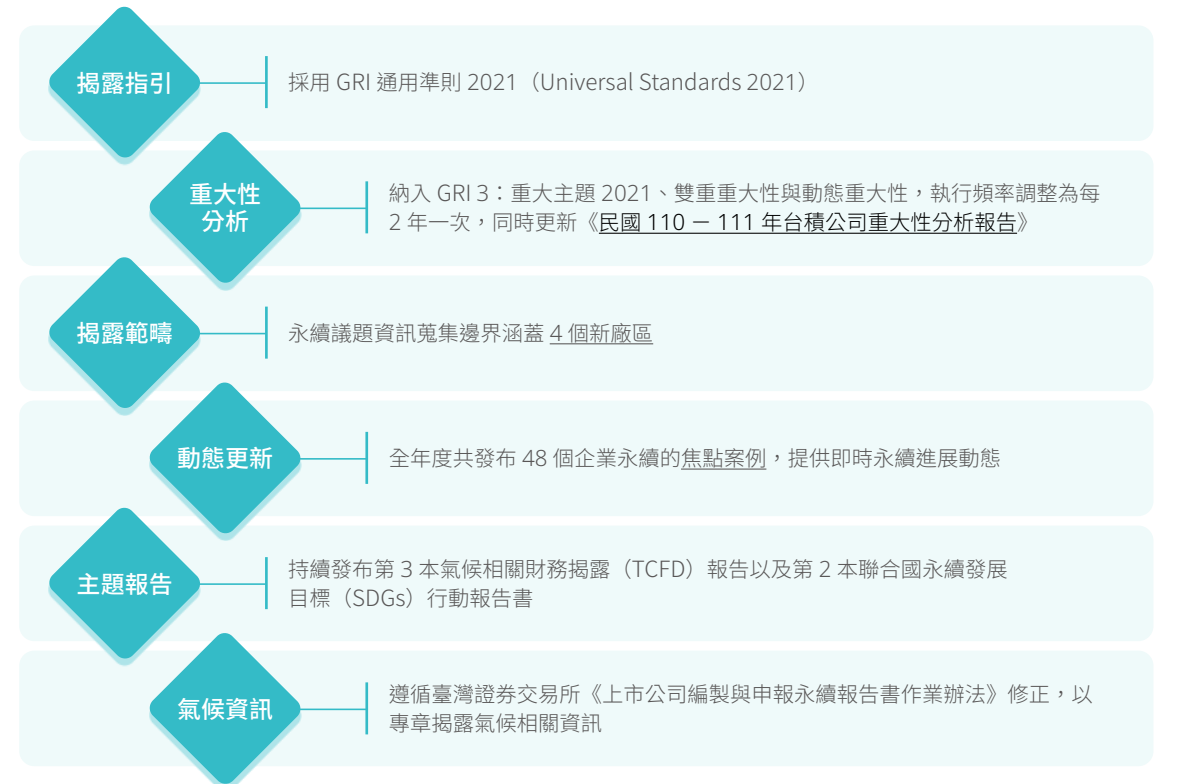 揭露指引
採用 GRI 通用準則 2021（Universal Standards 2021）
重大性
分析
納入 GRI 3：重大主題 2021、雙重重大性與動態重大性，執行頻率調整為每
2 年一次，同時更新《民國 110 － 111 年台積公司重大性分析報告》
揭露範疇
永續議題資訊蒐集邊界涵蓋 4 個新廠區
動態更新
全年度共發布 48 個企業永續的焦點案例，提供即時永續進展動態
主題報告
持續發布第 3 本氣候相關財務揭露（TCFD）報告以及第 2 本聯合國永續發展
目標（SDGs）行動報告書
氣候資訊
遵循臺灣證券交易所《上市公司編製與申報永續報告書作業辦法》修正，以
專章揭露氣候相關資訊